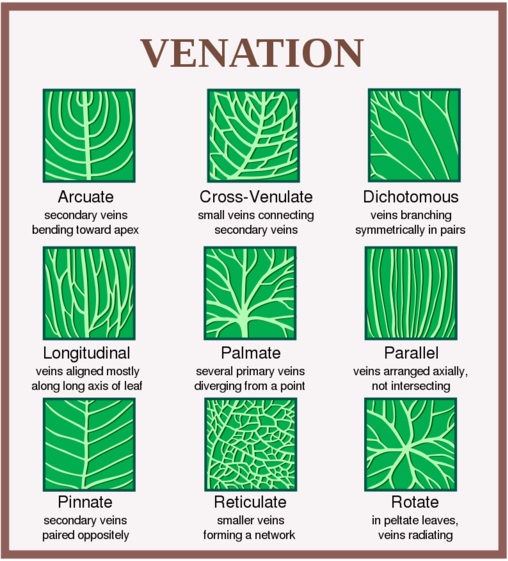 VENATION
Arcuate
secondary veins
bending toward apex
Cross-Venulate
small veins connecting
secondary veins
Dichotomous
veins branching
symmetrically in pairs
Longitudinal
veins aligned mostly
along long axis of leaf
Palmate
several primary veins
diverging from a point
Parallel
veins arranged axially,
not intersecting
Pinnate
secondary veins
paired oppositely
Reticulate
smaller veins
forming a network
Rotate
in peltate leaves,
veins radiating